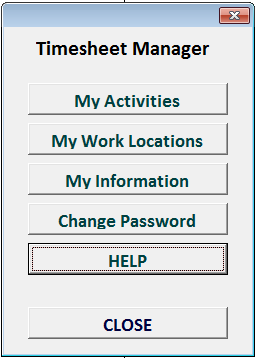 Timesheet Manager
My Activities
My Work Locations
My Information
Change Password
HELP
CLOSE